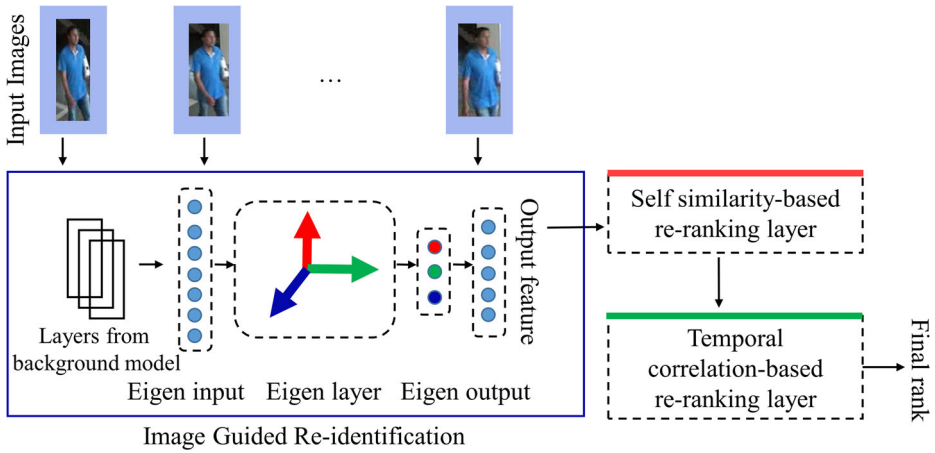 Input Images
...
Layers from
background model
Eigen input
Eigen layer
Eigen output
Output feature
Image Guided Re-identification
Self similarity-based
re-ranking layer
Temporal
correlation-based
re-ranking layer
Final rank